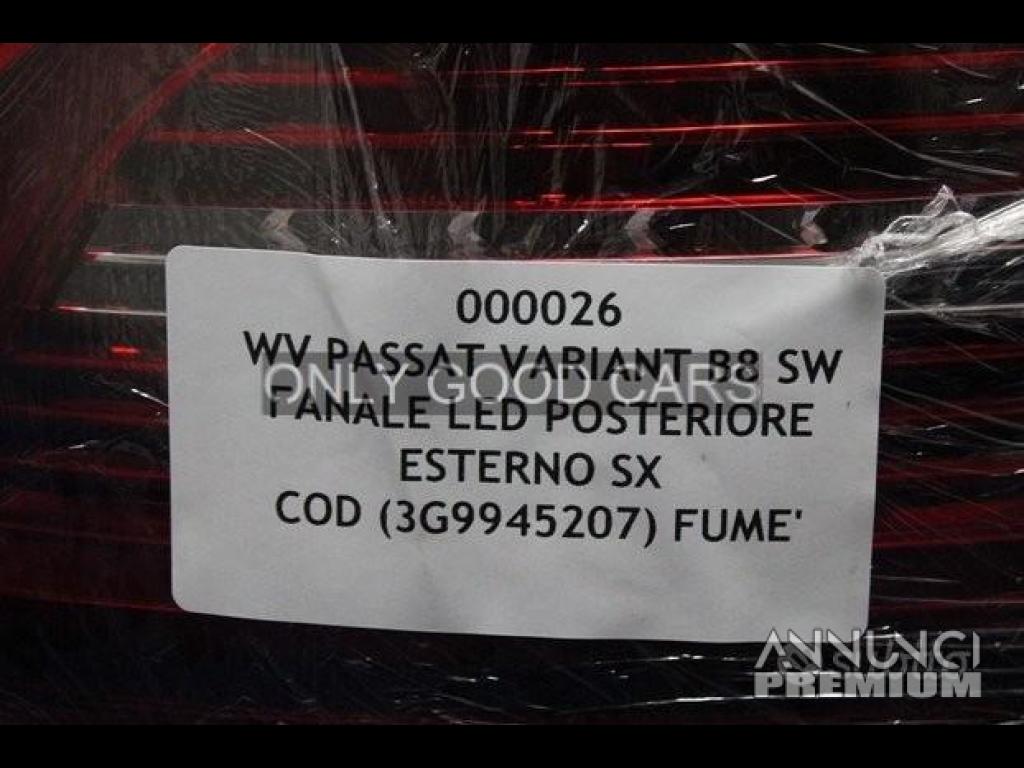 000026
WV PASSAT VARIANT B8 SW
ONLY GOOD CARS
FANALE LED POSTERIORE
ESTERNO SX
COD (3G9945207) FUME'
ANNUNCI
PREMIUM